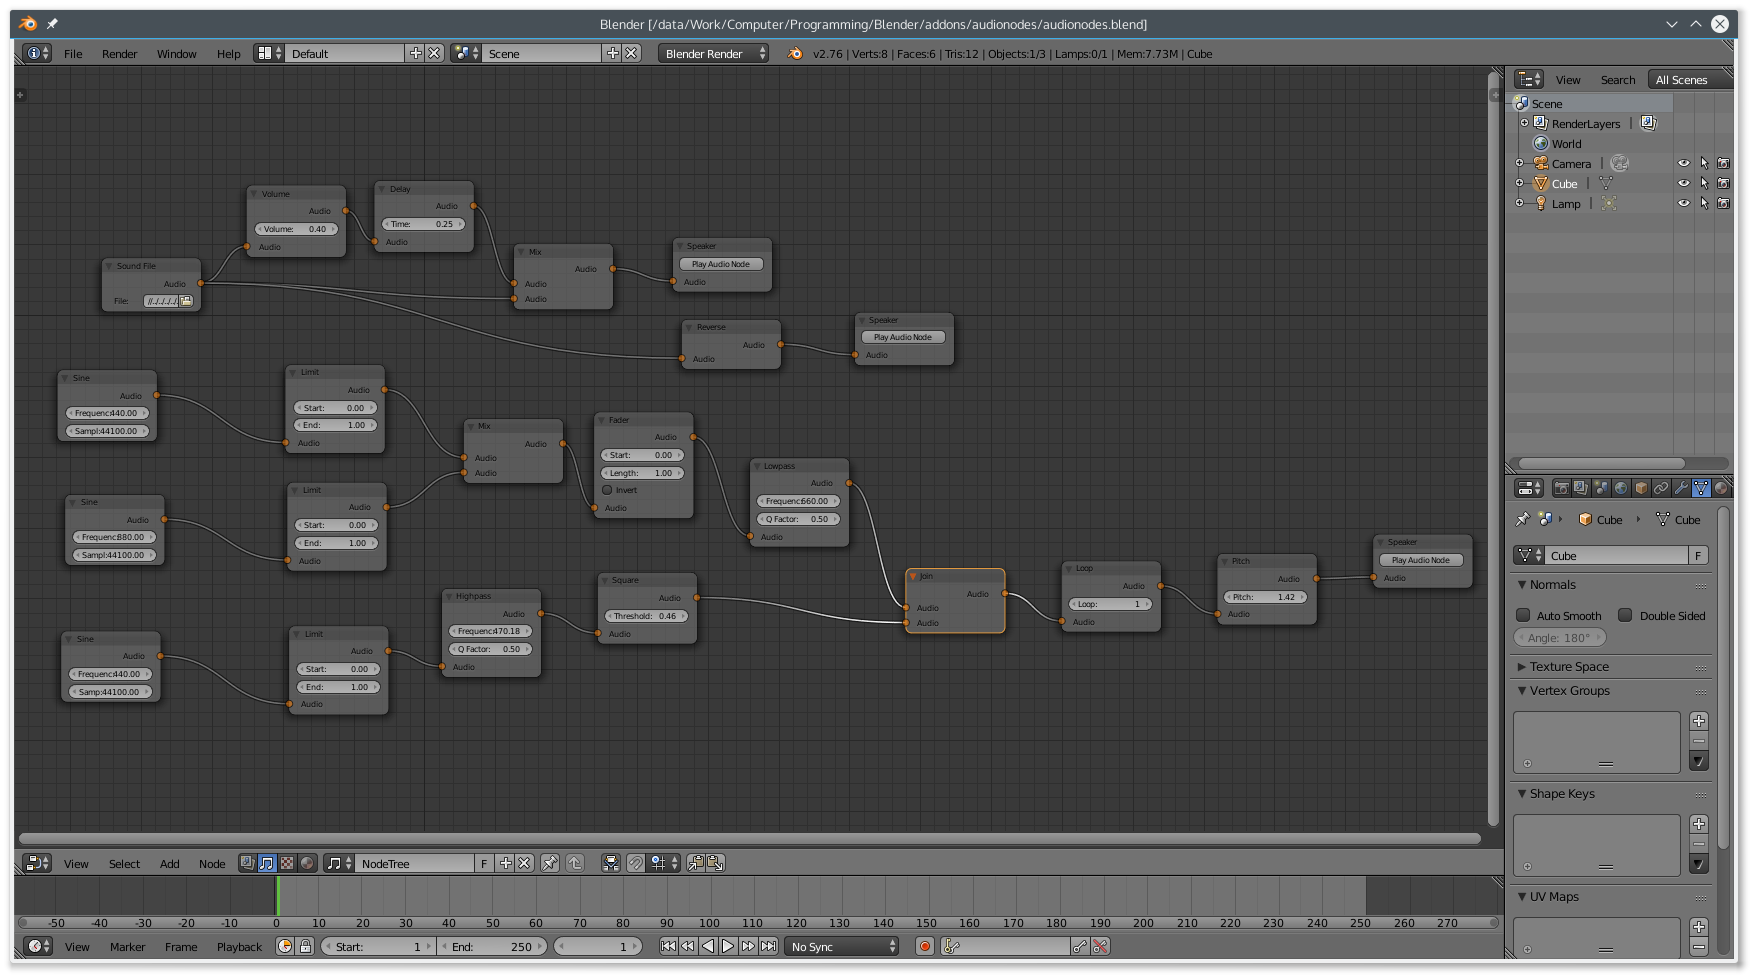 Blender [/data/Work/Computer/Programming/Blender/addons/audionodes/audionodes.blend]
File Render Window Help Default Scene Blender Render v2.76 | Verts:8 | Faces:6 | Tris:12 | Objects:1/3 | Lamps:0/1 | Mem:7.73M | Cube
View Search All Scenes
Scene
RenderLayers
World
Camera
Cube
Lamp
Volume
Audio
Volume: 0.40
Audio
Delay
Audio
Time: 0.25
Audio
Sound File
Audio
File: //././././.
Mix
Audio
Audio
Audio
Speaker
Play Audio Node
Audio
Reverse
Audio
Audio
Speaker
Play Audio Node
Audio
Sine
Audio
Frequenc:440.00
Sampl:44100.00
Limit
Audio
Start: 0.00
End: 1.00
Audio
Mix
Audio
Audio
Audio
Fader
Audio
Start: 0.00
Length: 1.00
Invert
Audio
Lowpass
Audio
Frequenc:660.00
Q Factor: 0.50
Audio
Sine
Audio
Frequenc:880.00
Sampl:44100.00
Limit
Audio
Start: 0.00
End: 1.00
Audio
Sine
Audio
Frequenc:440.00
Samp:44100.00
Limit
Audio
Start: 0.00
End: 1.00
Audio
Highpass
Audio
Frequenc:470.18
Q Factor: 0.50
Audio
Square
Audio
Threshold: 0.46
Audio
Join
Audio
Audio
Audio
Loop
Audio
Loop: 1
Audio
Pitch
Audio
Pitch: 1.42
Audio
Speaker
Play Audio Node
Audio
Cube Cube
Cube F
Normals
Auto Smooth Double Sided
Angle: 180°
Texture Space
Vertex Groups
Shape Keys
UV Maps
View Select Add Node NodeTree F
-50 -40 -30 -20 -10 0 10 20 30 40 50 60 70 80 90 100 110 120 130 140 150 160 170 180 190 200 210 220 230 240 250 260 270
View Marker Frame Playback Start: 1 End: 250 1 No Sync